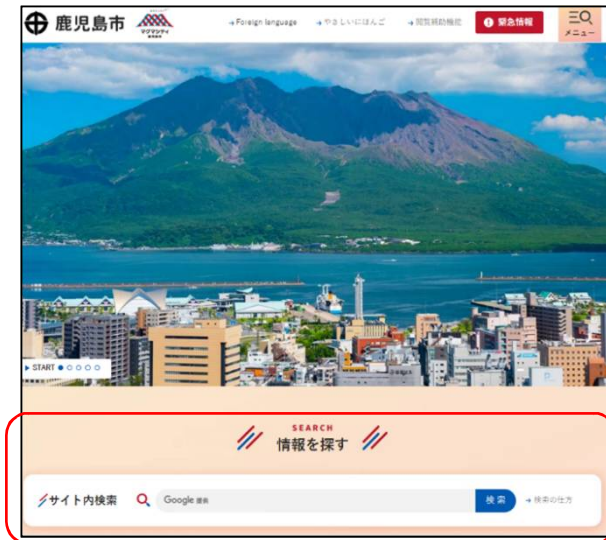 鹿児島市
マグマシティ
→Foreign language
→やさしいにほんご
→閲覧補助機能
緊急情報
メニュー
START
SEARCH
情報を探す
サイト内検索
Google 提供
検索
→検索の仕方